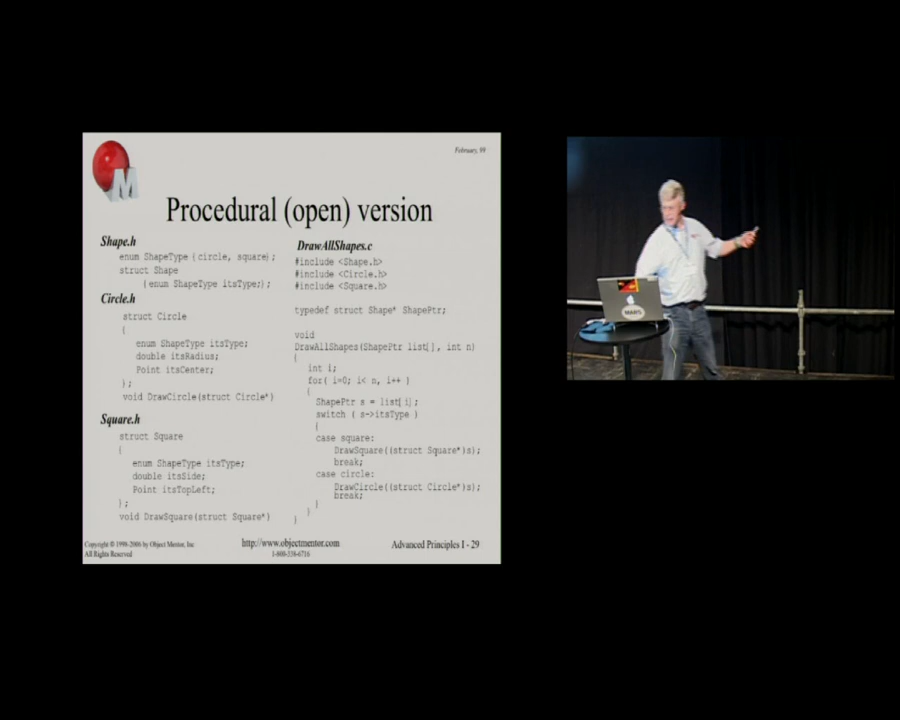 M
February, 99
Procedural (open) version
Shape.h
enum ShapeType {circle, square};
struct Shape
{enum ShapeType itsType;};
Circle.h
struct Circle
{
enum ShapeType itsType;
double itsRadius;
Point itsCenter;
};
void DrawCircle(struct Circle*)
Square.h
struct Square
{
enum ShapeType itsType;
double itsSide;
Point itsTopLeft;
};
void DrawSquare(struct Square*)
DrawAllShapes.c
#include <Shape.h>
#include <Circle.h>
#include <Square.h>
typedef struct Shape* ShapePtr;
void
DrawAllShapes(ShapePtr list[], int n)
{
int i;
for( i=0; i< n, i++ )
{
ShapePtr s = list[i];
switch ( s->itsType )
{
case square:
DrawSquare((struct Square*)s);
break;
case circle:
DrawCircle((struct Circle*)s);
break;
}
}
}
Copyright © 1998-2006 by Object Mentor, Inc
All Rights Reserved
http://www.objectmentor.com
1-800-338-6716
Advanced Principles I - 29
MARS